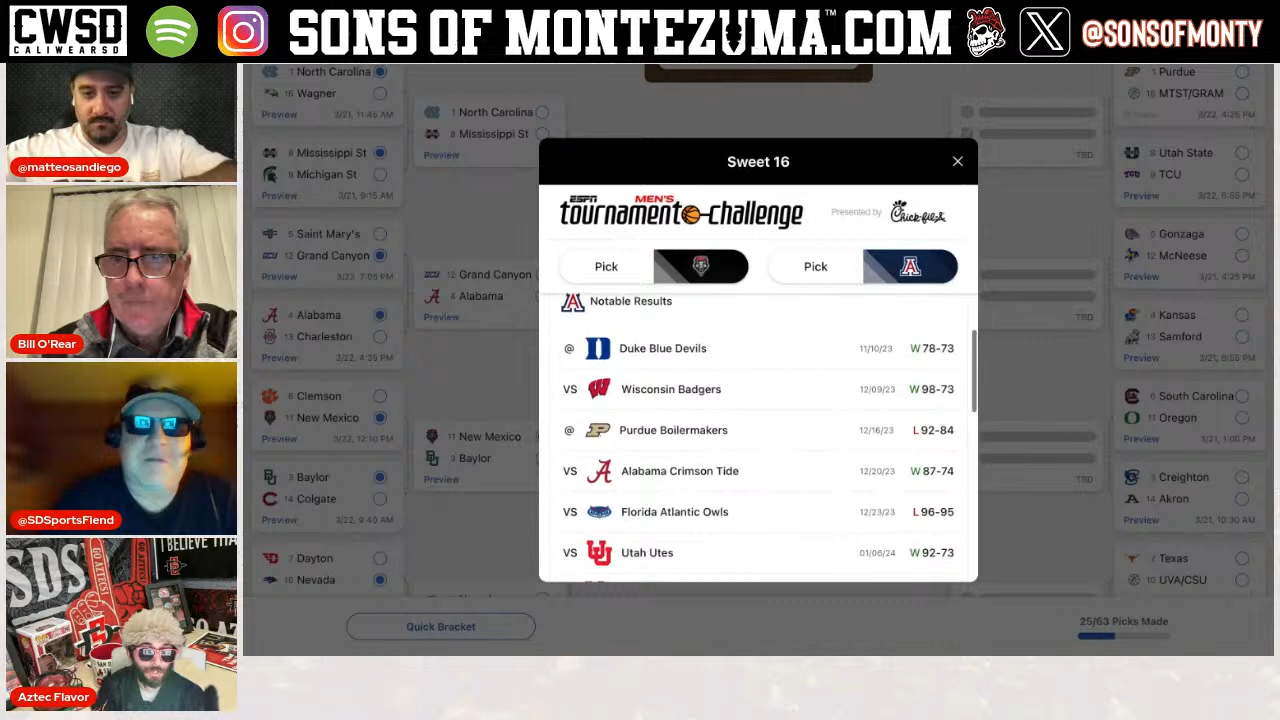 CWSD
CALIWEARSD
SONS OF MONTEZUMA.COM™
X
@SONSOFMONTY
@matteosandiego
Bill O'Rear
@SDSportsFiend
SDS
GO AZTECS
I BELIEVE THA
Aztec Flavor
1 North Carolina
16 Wagner
Preview
3/21, 11:45 AM
8 Mississippi St
9 Michigan St
Preview
3/21, 9:15 AM
5 Saint Mary's
12 Grand Canyon
Preview
3/22, 7:05 PM
4 Alabama
13 Charleston
Preview
3/22, 4:35 PM
6 Clemson
11 New Mexico
Preview
3/22, 12:10 PM
3 Baylor
14 Colgate
Preview
3/22, 9:40 AM
7 Dayton
10 Nevada
1 North Carolina
8 Mississippi St
Preview
12 Grand Canyon
4 Alabama
Preview
11 New Mexico
3 Baylor
Preview
Sweet 16
ESPN MEN'S
tournament challenge
Presented by
Chick-fil-A
Pick
Pick
A
Notable Results
@ Duke Blue Devils 11/10/23 W 78-73
VS Wisconsin Badgers 12/09/23 W 98-73
@ Purdue Boilermakers 12/16/23 L 92-84
VS Alabama Crimson Tide 12/20/23 W 87-74
VS Florida Atlantic Owls 12/23/23 L 96-95
VS Utah Utes 01/06/24 W 92-73
TBD
TBD
TBD
1 Purdue
16 MTST/GRAM
3/22, 4:25 PM
8 Utah State
9 TCU
Preview
3/22, 6:55 PM
5 Gonzaga
12 McNeese
Preview
3/21, 4:25 PM
4 Kansas
13 Samford
Preview
3/21, 6:55 PM
6 South Carolina
11 Oregon
Preview
3/21, 1:00 PM
3 Creighton
14 Akron
Preview
3/21, 10:30 AM
7 Texas
10 UVA/CSU
Quick Bracket
25/63 Picks Made